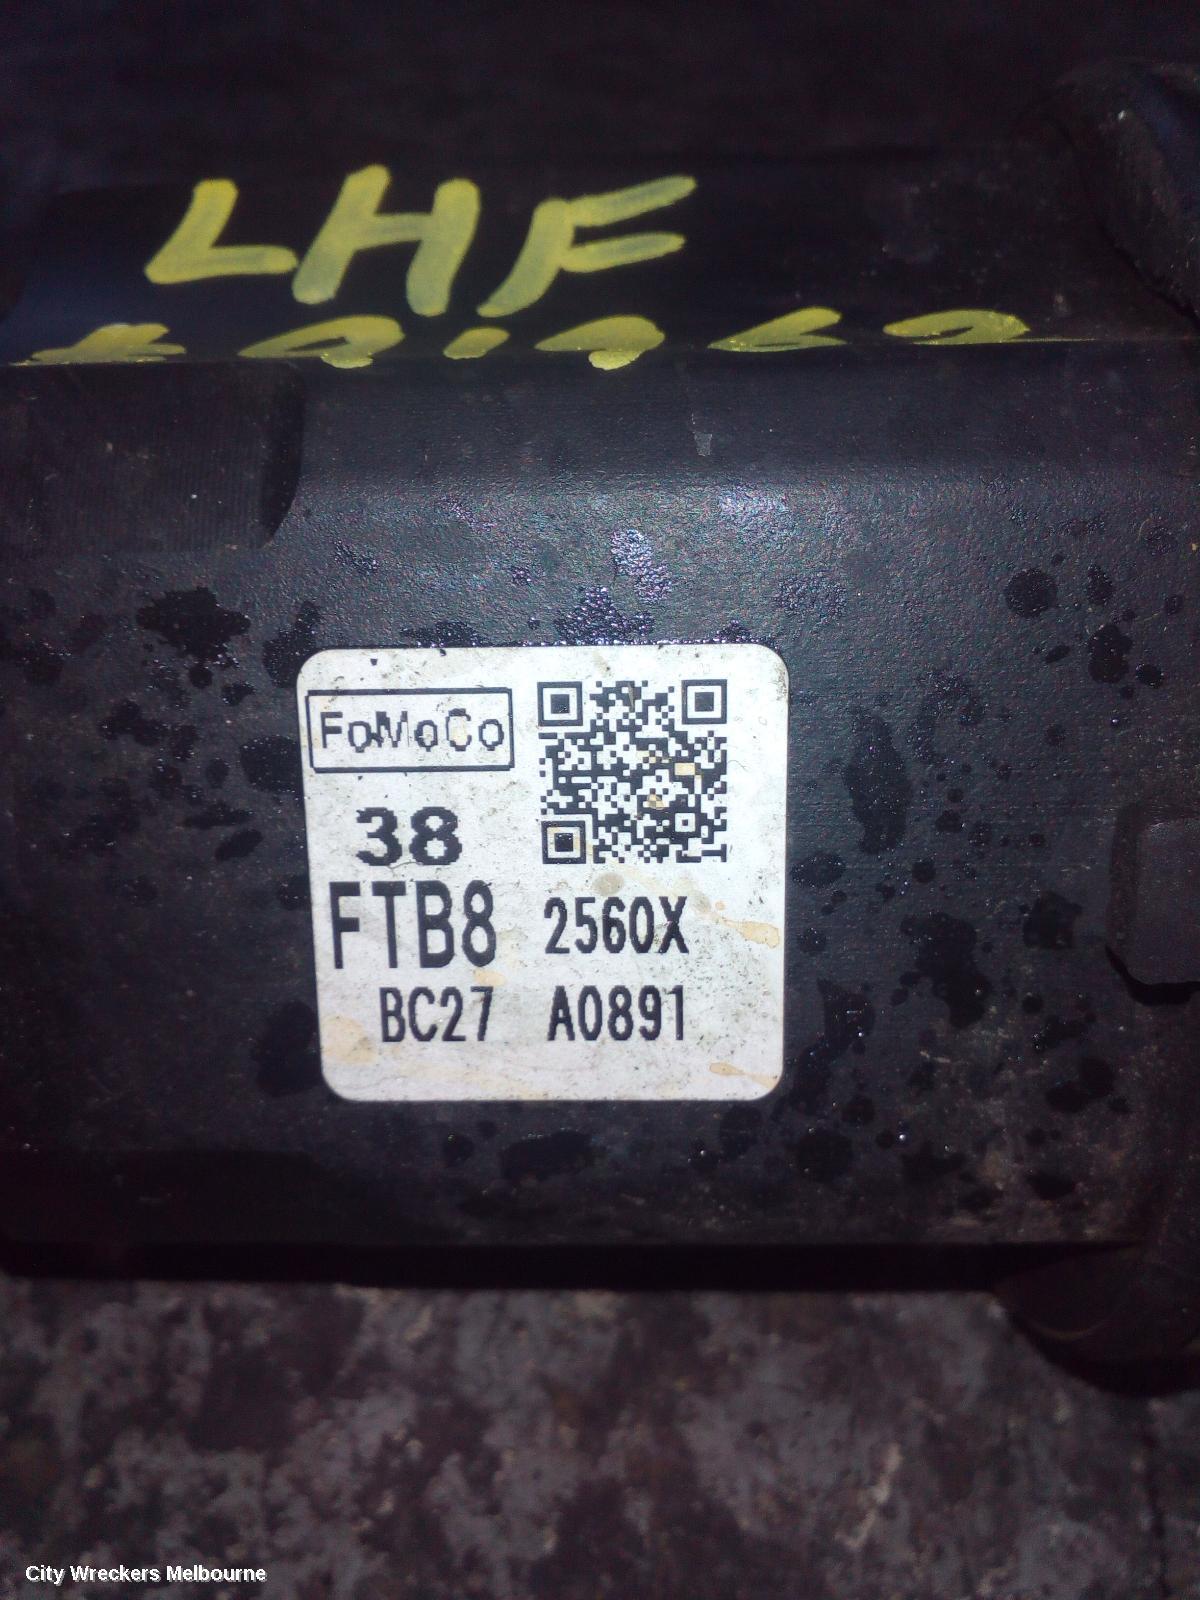 LHF
FoMoCo
38
FTB8 2560X
BC27 A0891
City Wreckers Melbourne